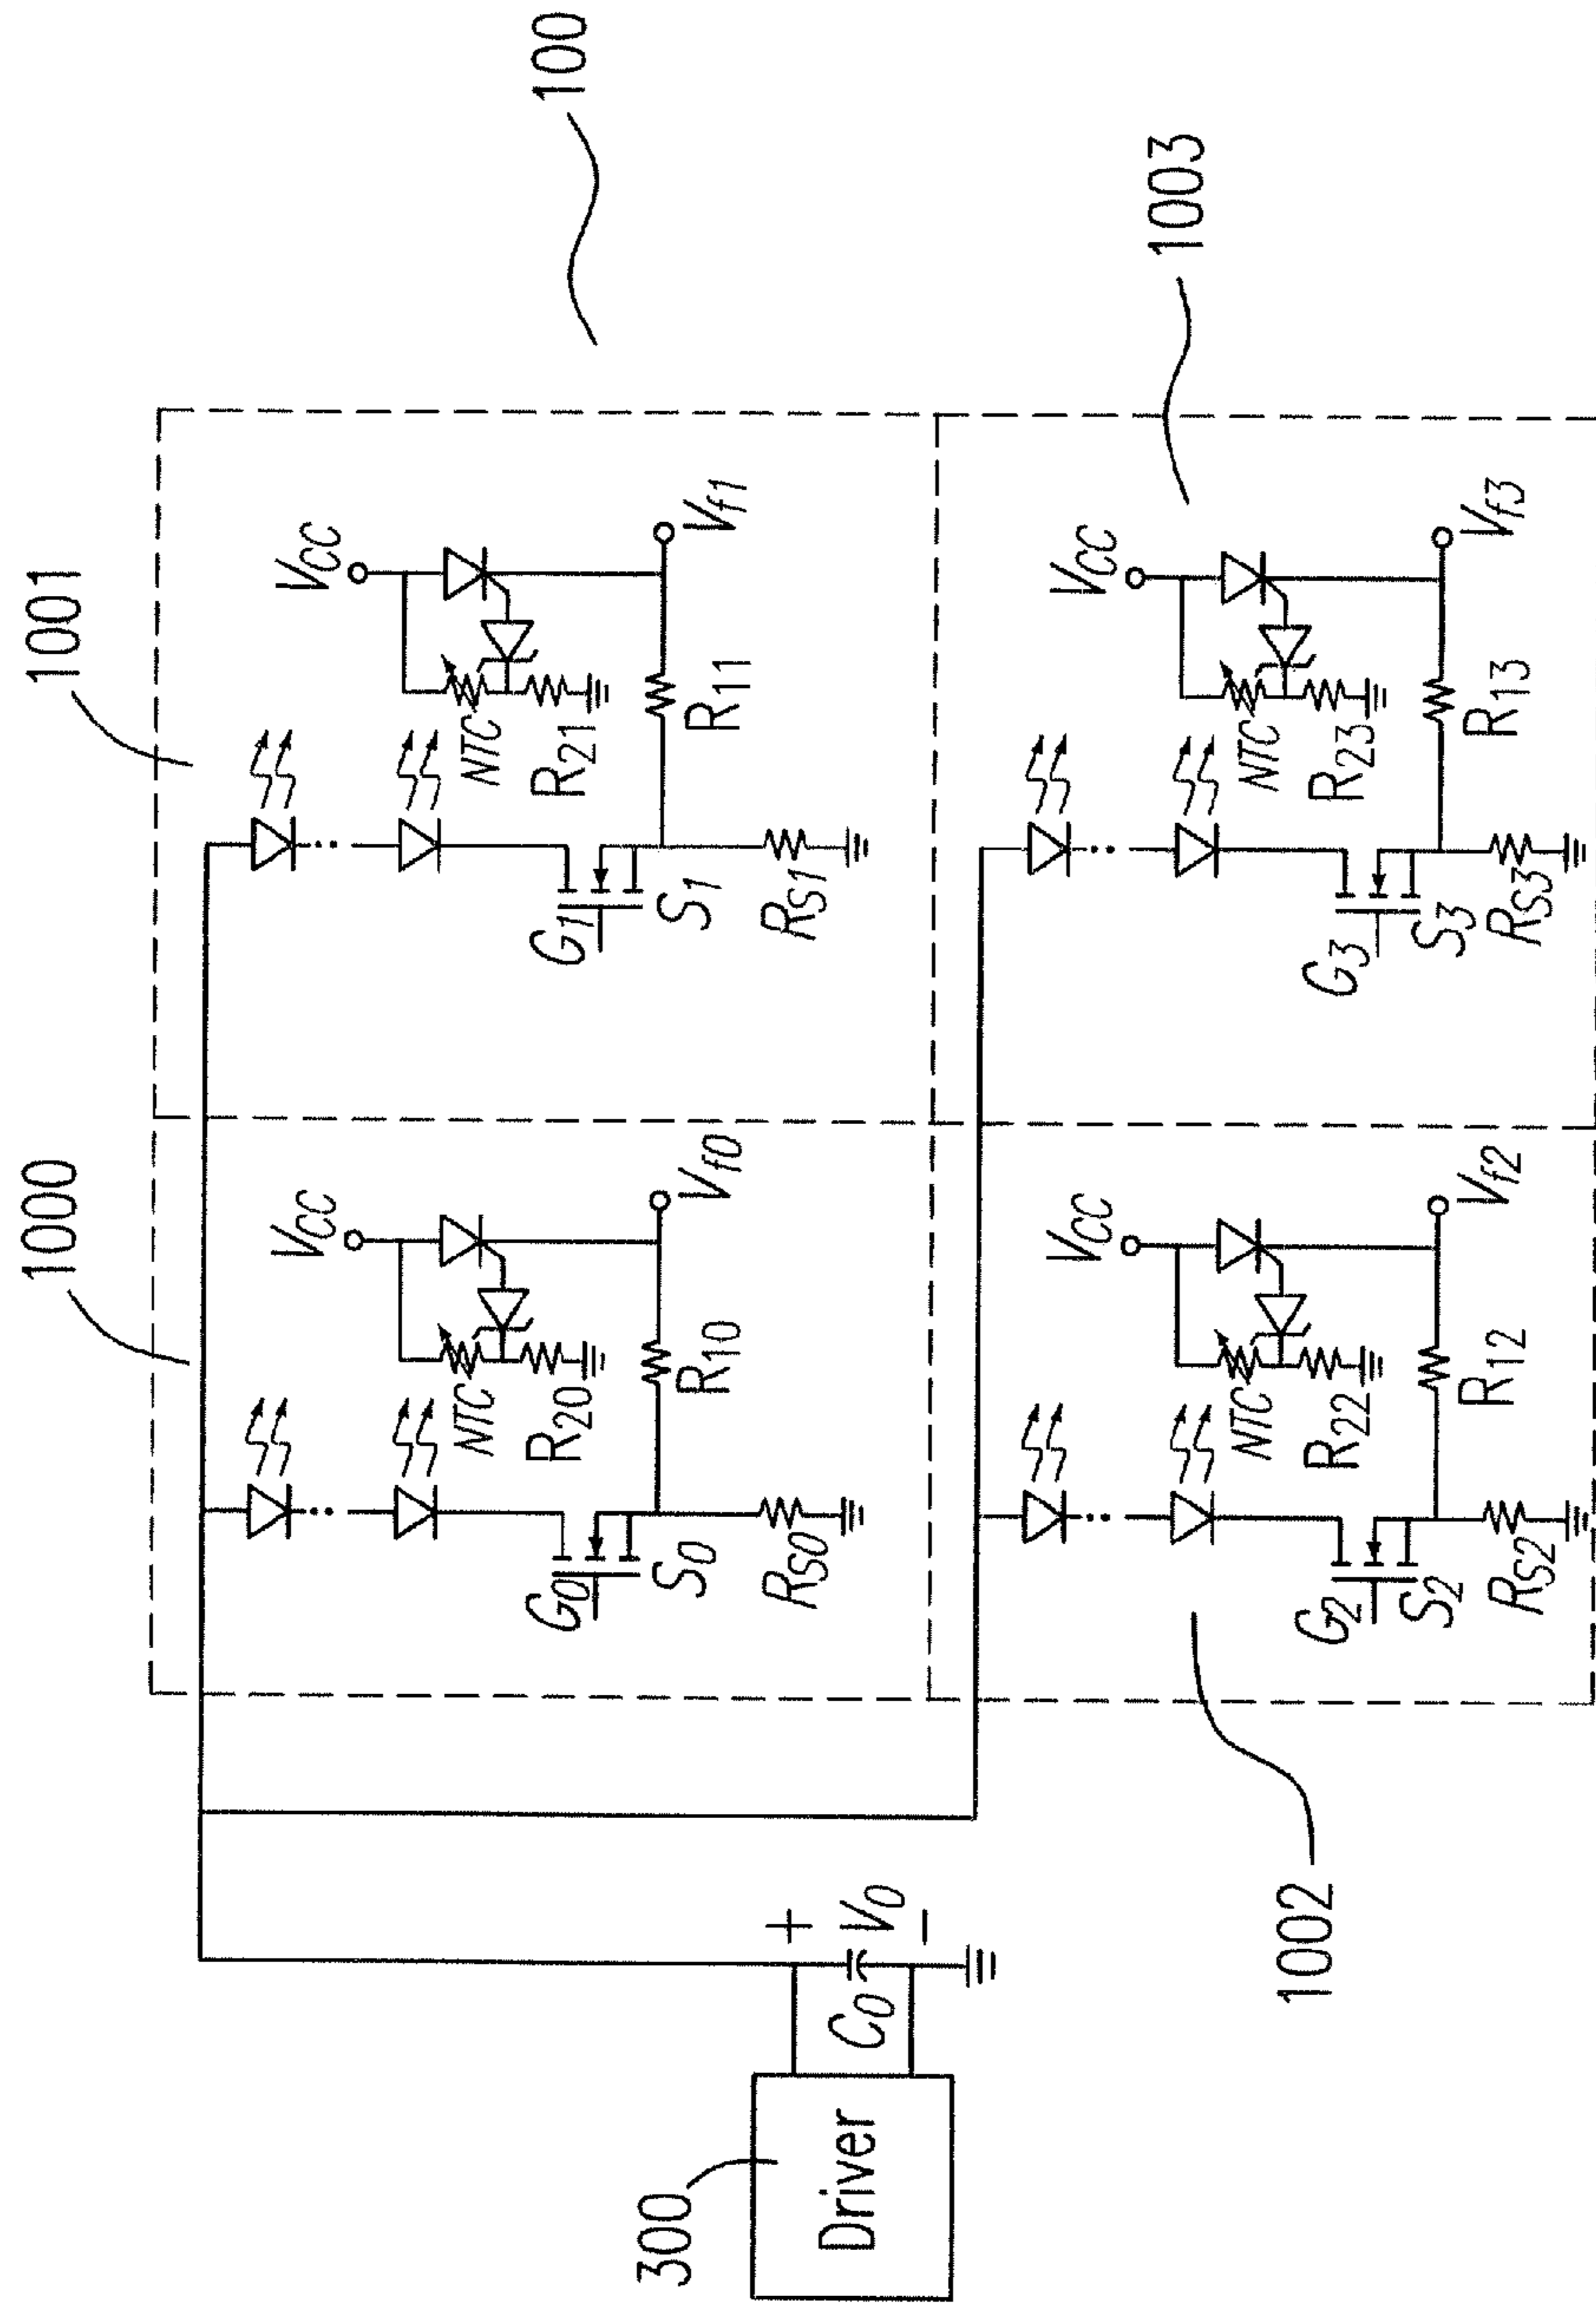 100
1000
1001
VCC
NTC
R20
G0
S0
R10
Vf0
RS0
VCC
NTC
R21
G1
S1
R11
Vf1
RS1
300
Driver
C0
+
V0
−
1002
1003
VCC
NTC
R22
G2
S2
R12
Vf2
RS2
VCC
NTC
R23
G3
S3
R13
Vf3
RS3